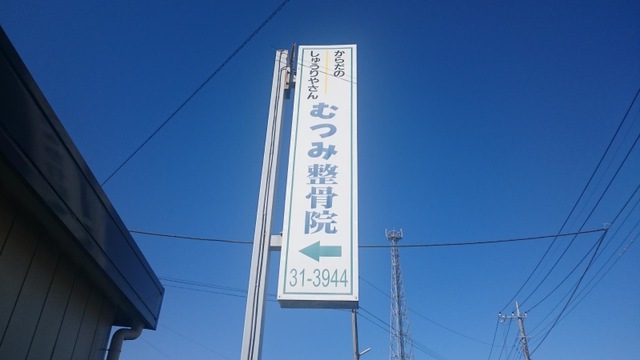 からだの
しゅうりやさん
むつみ整骨院
31-3944